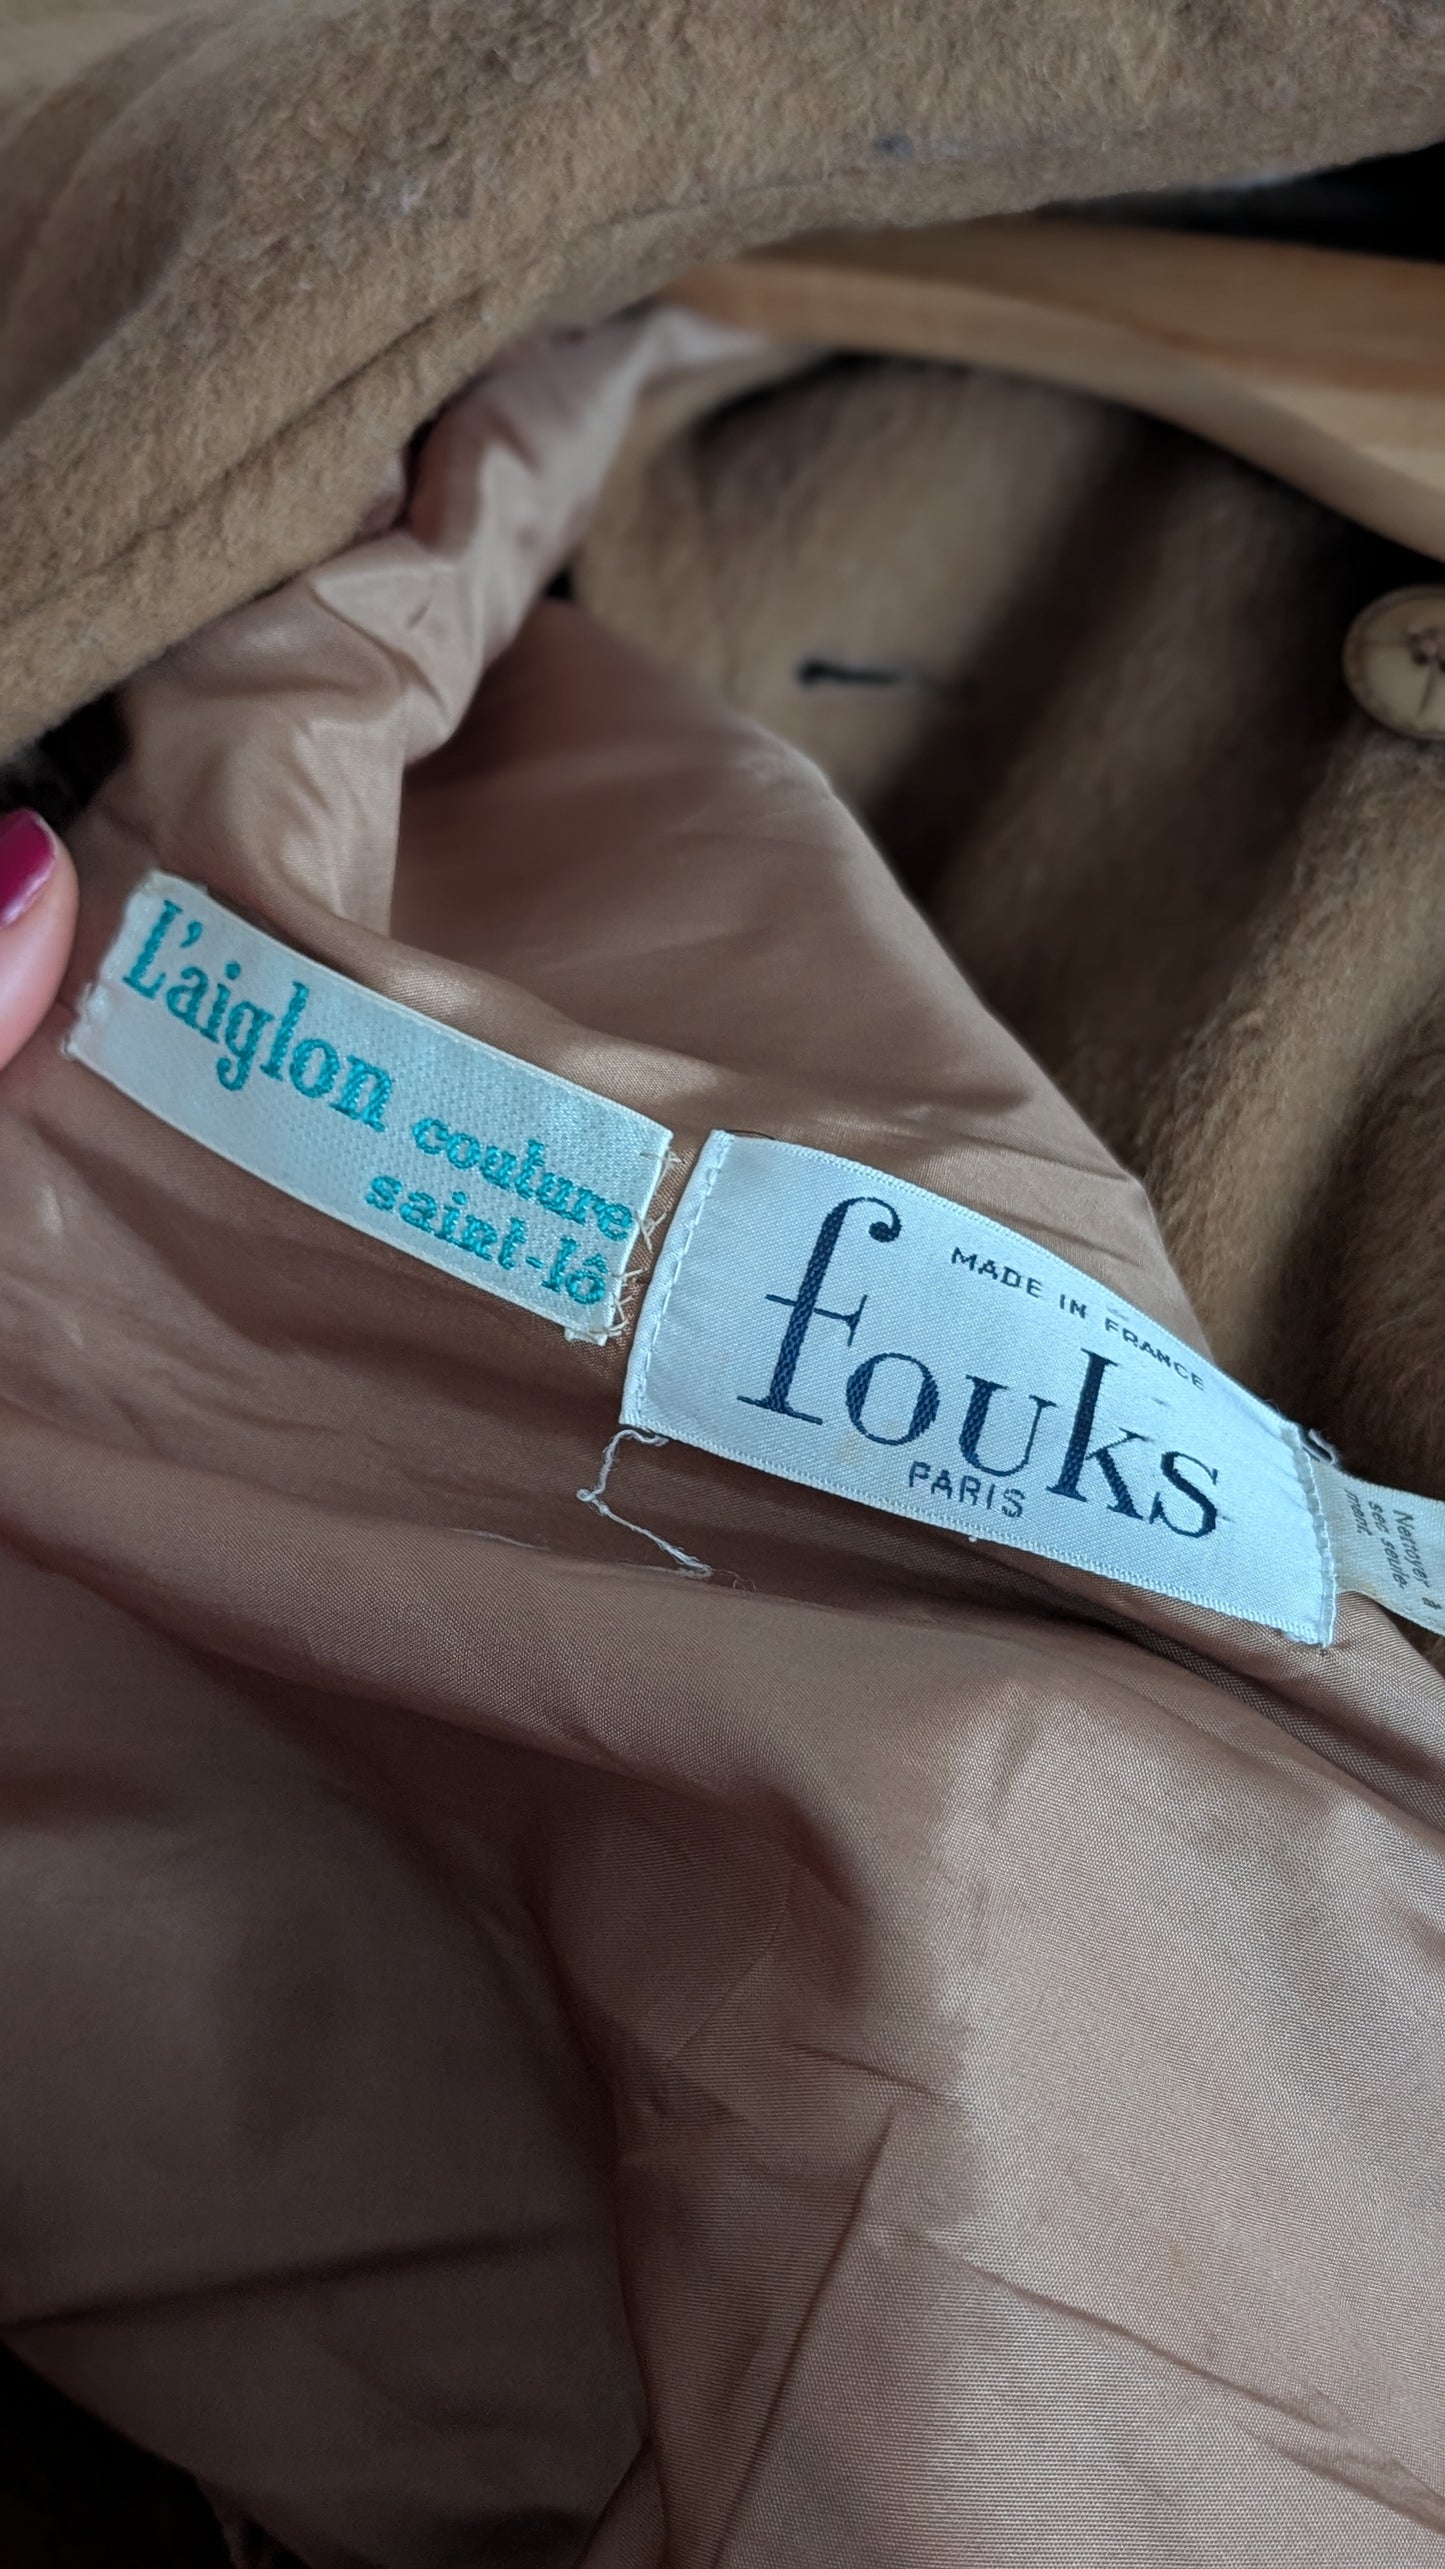 L'aiglon couture
saint-lô
MADE IN FRANCE
fouks
PARIS
Nettoyer à
sec seule-
ment.